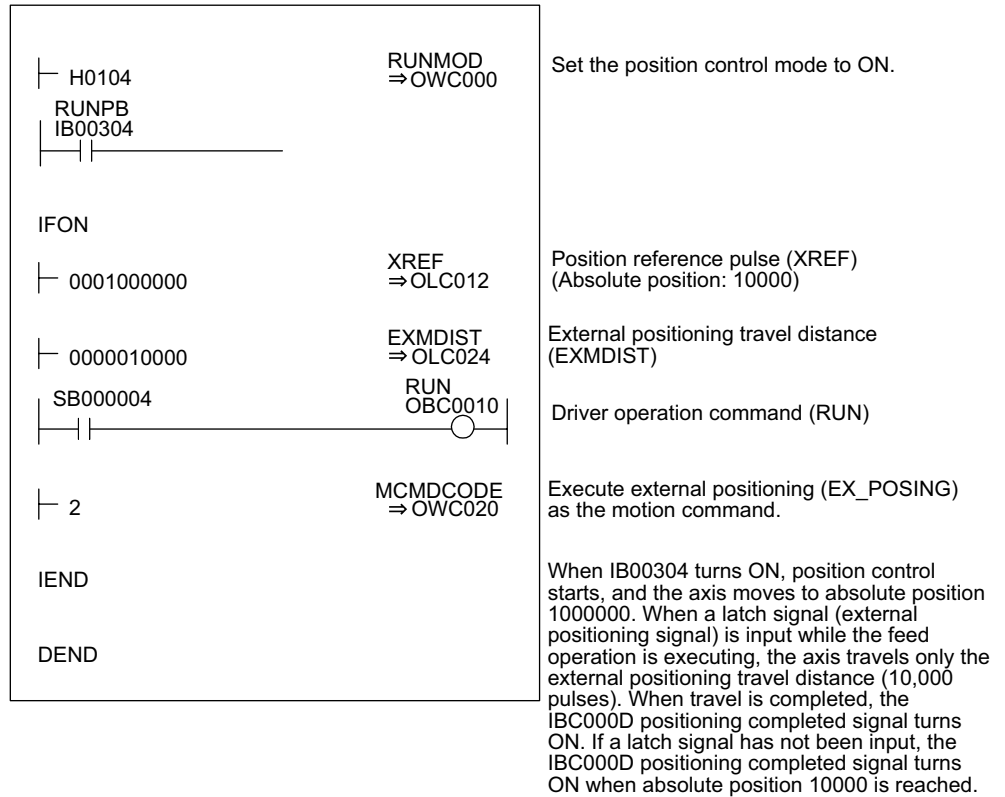 H0104
RUNMOD
⇒OWC000
Set the position control mode to ON.
RUNPB
IB00304
IFON
0001000000
XREF
⇒OLC012
Position reference pulse (XREF)
(Absolute position: 10000)
0000010000
EXMDIST
⇒OLC024
External positioning travel distance
(EXMDIST)
SB000004
RUN
OBC0010
Driver operation command (RUN)
2
MCMDCODE
⇒OWC020
Execute external positioning (EX_POSING)
as the motion command.
IEND
DEND
When IB00304 turns ON, position control
starts, and the axis moves to absolute position
1000000. When a latch signal (external
positioning signal) is input while the feed
operation is executing, the axis travels only the
external positioning travel distance (10,000
pulses). When travel is completed, the
IBC000D positioning completed signal turns
ON. If a latch signal has not been input, the
IBC000D positioning completed signal turns
ON when absolute position 10000 is reached.